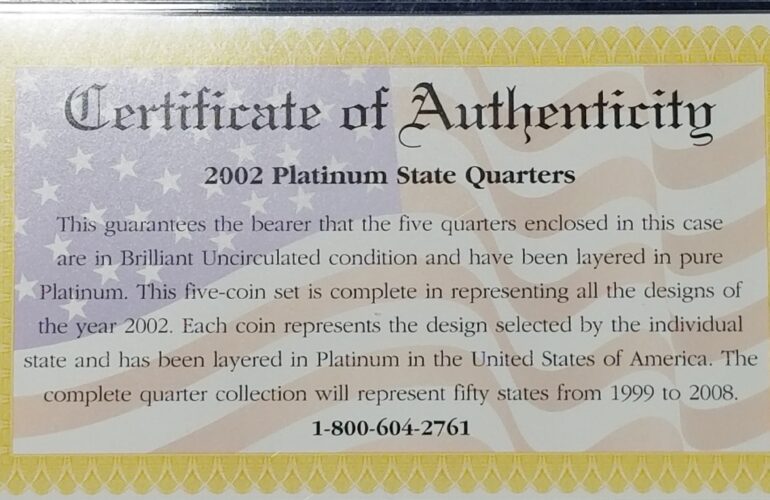 Certificate of Authenticity
2002 Platinum State Quarters
This guarantees the bearer that the five quarters enclosed in this case
are in Brilliant Uncirculated condition and have been layered in pure
Platinum. This five-coin set is complete in representing all the designs of
the year 2002. Each coin represents the design selected by the individual
state and has been layered in Platinum in the United States of America. The
complete quarter collection will represent fifty states from 1999 to 2008.
1-800-604-2761